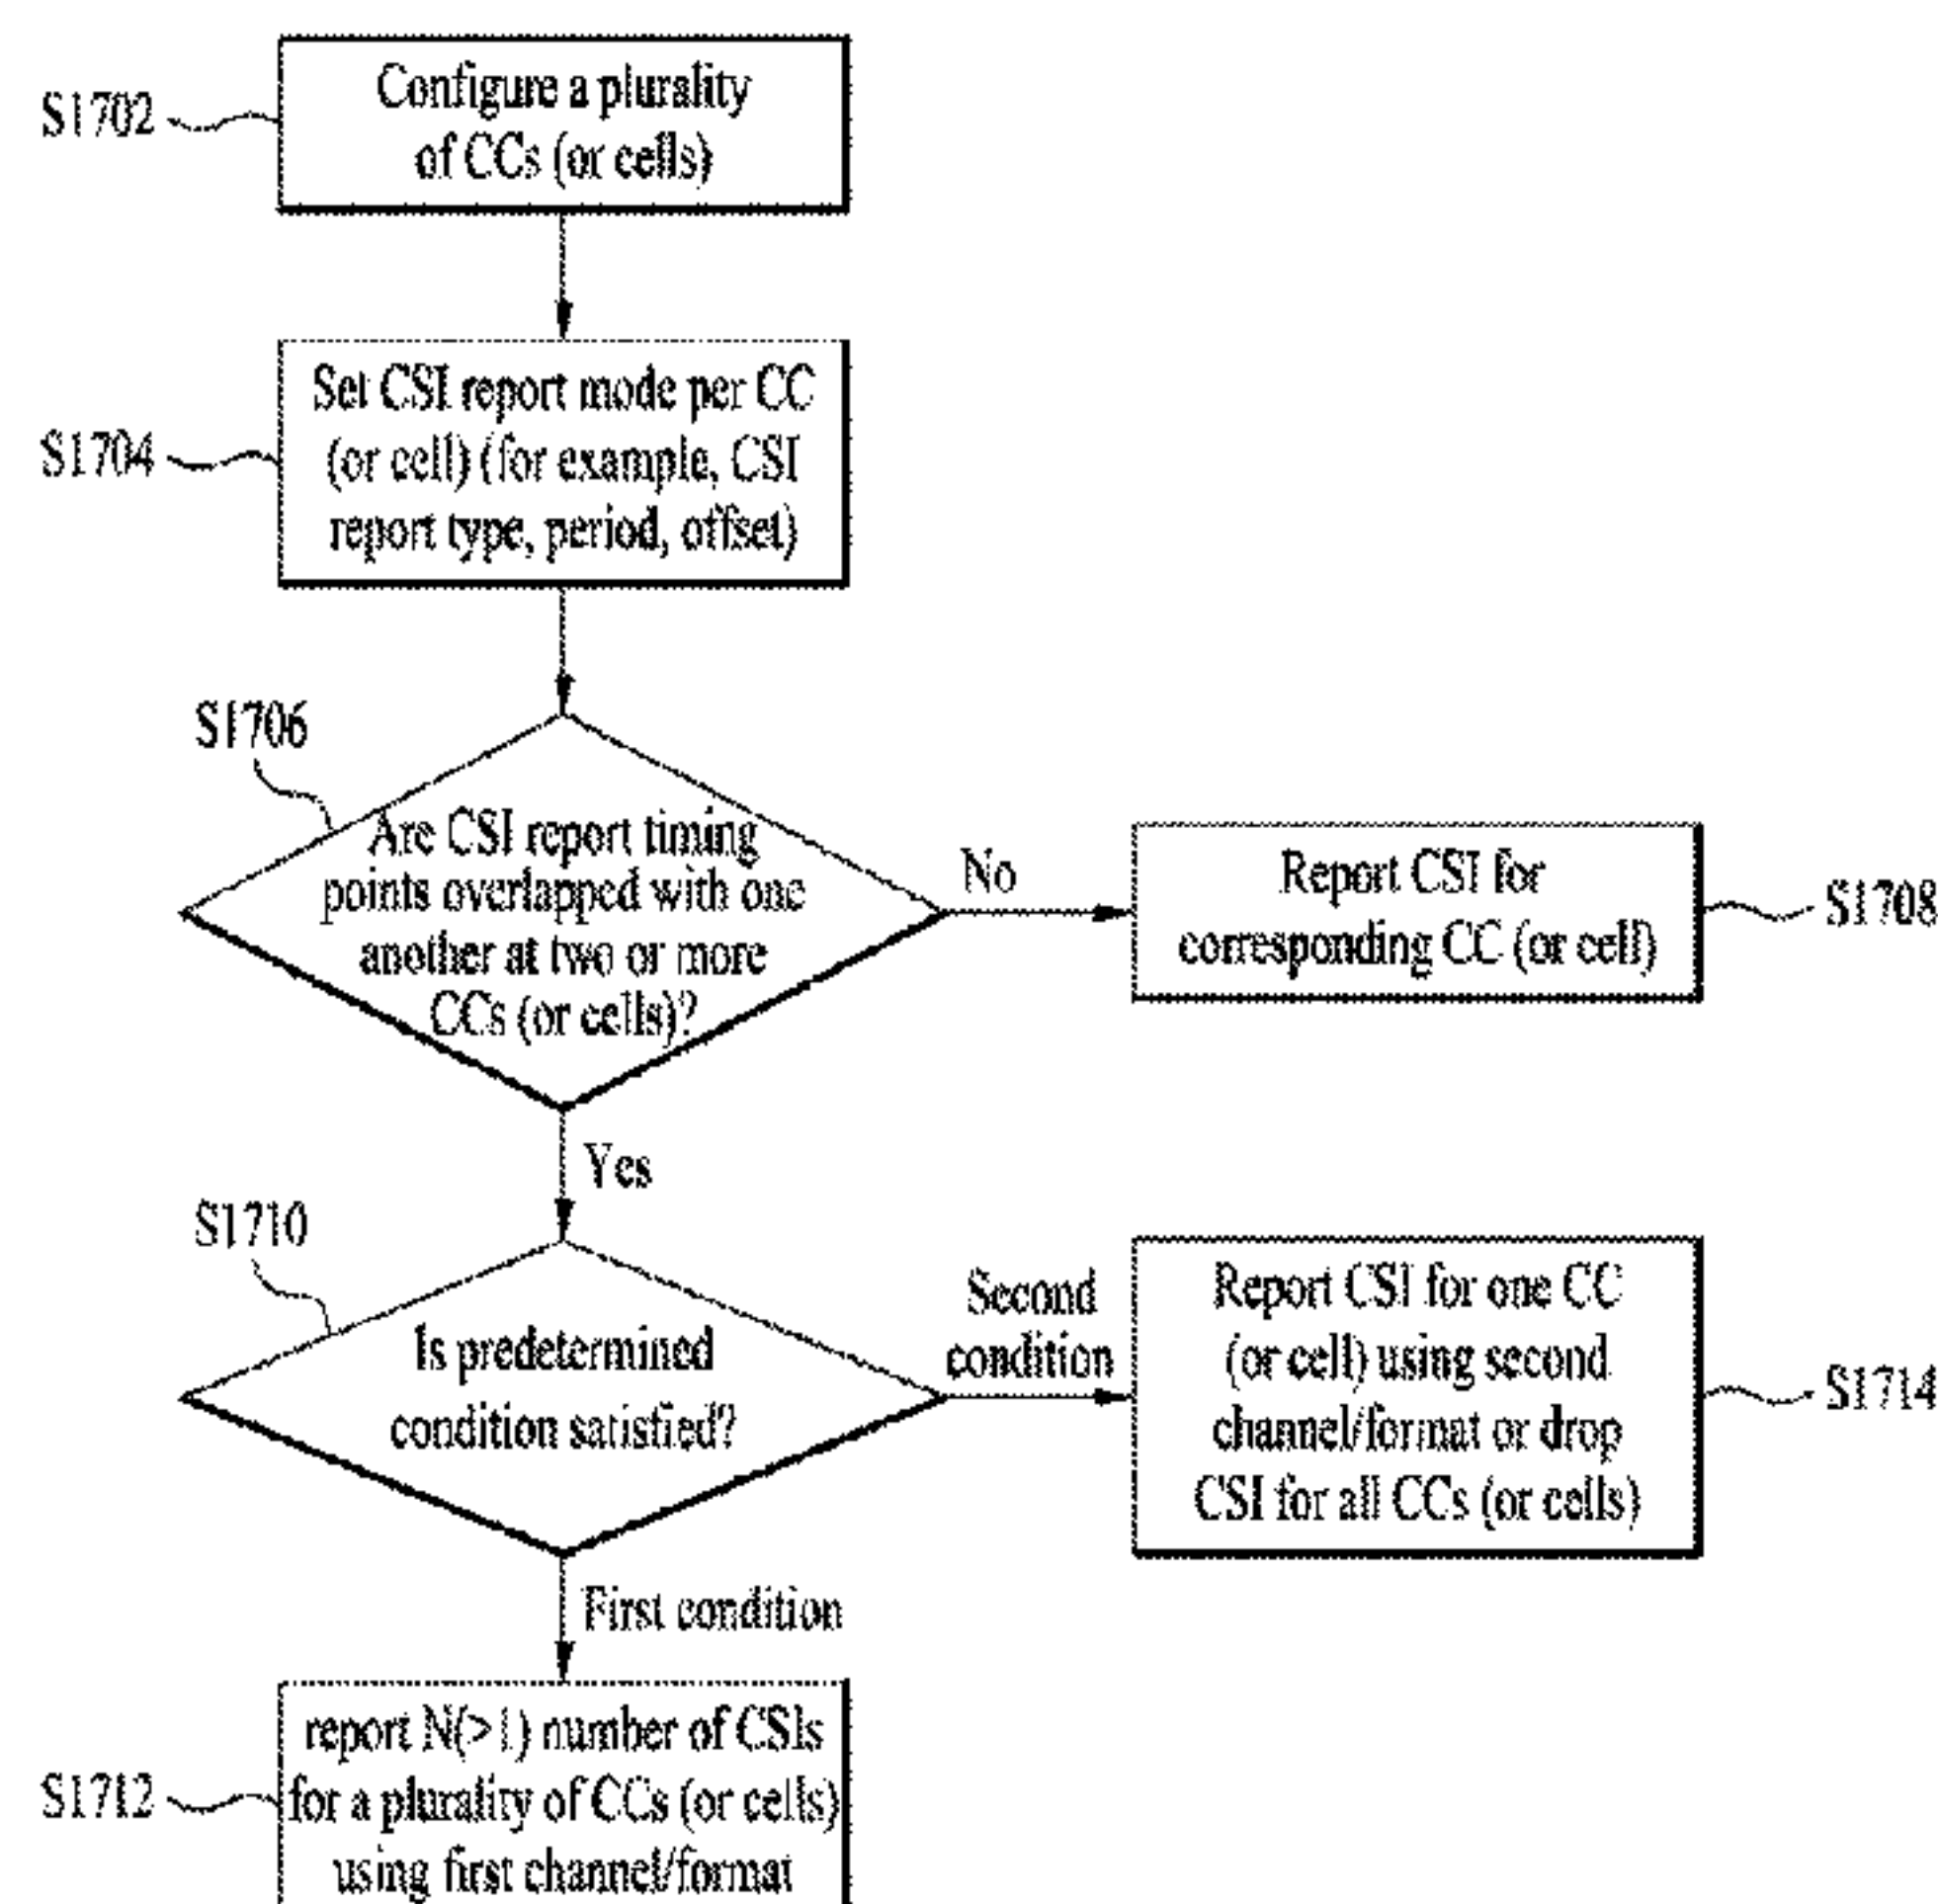 S1702
Configure a plurality
of CCs (or cells)
S1704
Set CSI report mode per CC
(or cell) (for example, CSI
report type, period, offset)
S1706
Are CSI report timing
points overlapped with one
another at two or more
CCs (or cells)?
No
Report CSI for
corresponding CC (or cell)
S1708
Yes
S1710
Is predetermined
condition satisfied?
Second
condition
Report CSI for one CC
(or cell) using second
channel/format or drop
CSI for all CCs (or cells)
S1714
First condition
S1712
report N(>1) number of CSIs
for a plurality of CCs (or cells)
using first channel/format